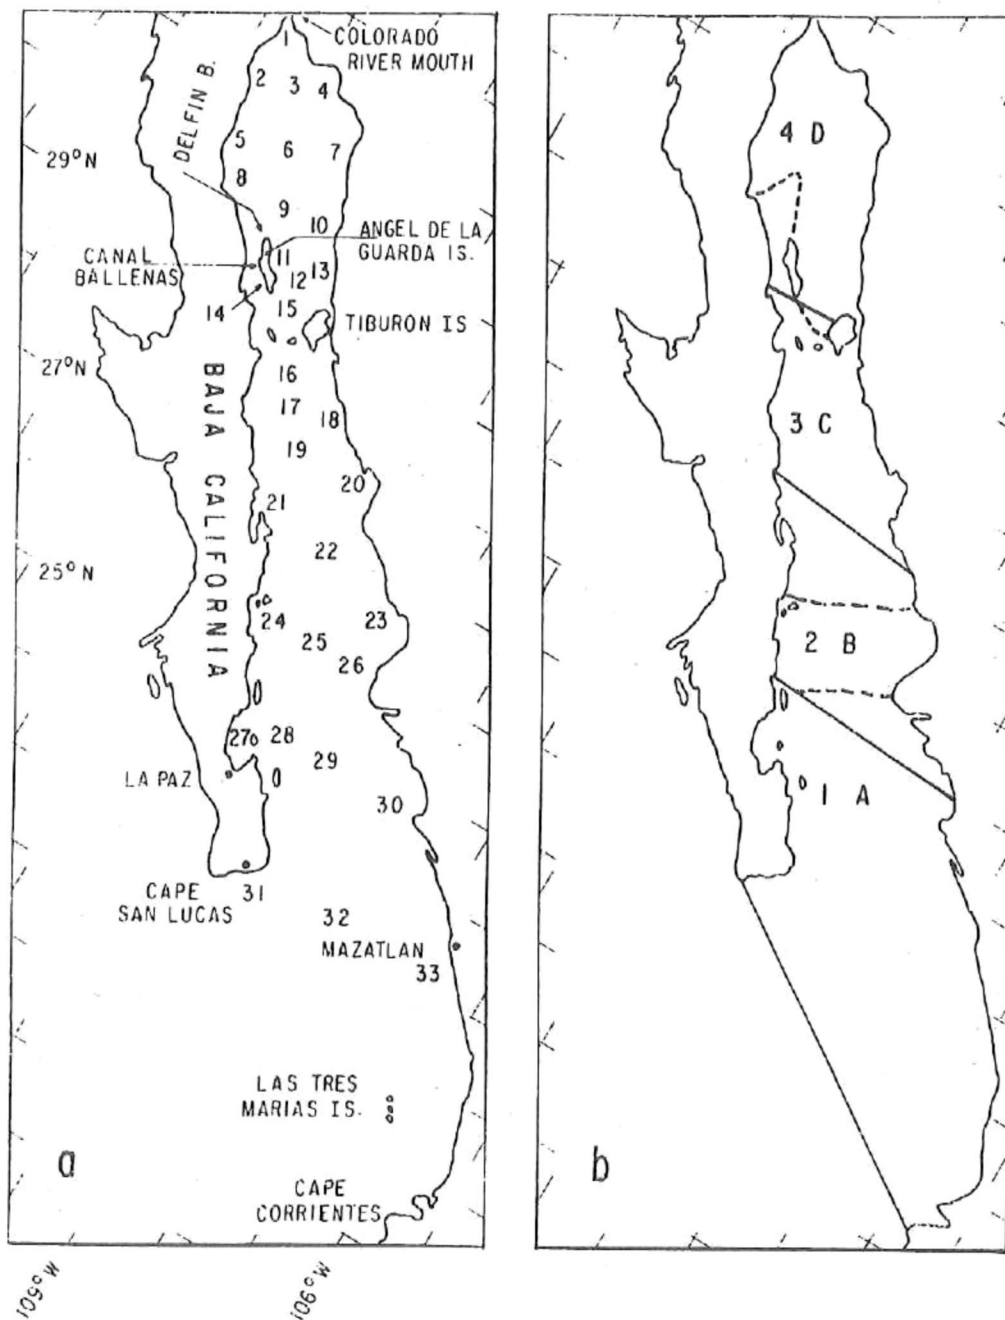 1
COLORADO
RIVER MOUTH
2
3
4
DELFIN B.
29°N
5
6
7
8
9
10
ANGEL DE LA
GUARDA IS.
11
CANAL
BALLENAS
12
13
14
15
TIBURON IS
27°N
16
17
18
19
20
BAJA CALIFORNIA
21
22
25°N
23
24
25
26
27
28
29
LA PAZ
30
31
CAPE
SAN LUCAS
32
MAZATLAN
33
LAS TRES
MARIAS IS.
a
CAPE
CORRIENTES
109°W
106°W
4 D
3 C
2 B
1 A
b